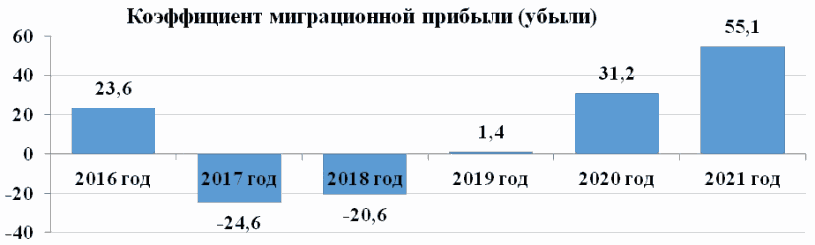 Коэффициент миграционной прибыли (убыли)
60
40
20
0
-20
-40
23,6
-24,6
-20,6
1,4
31,2
55,1
2016 год
2017 год
2018 год
2019 год
2020 год
2021 год